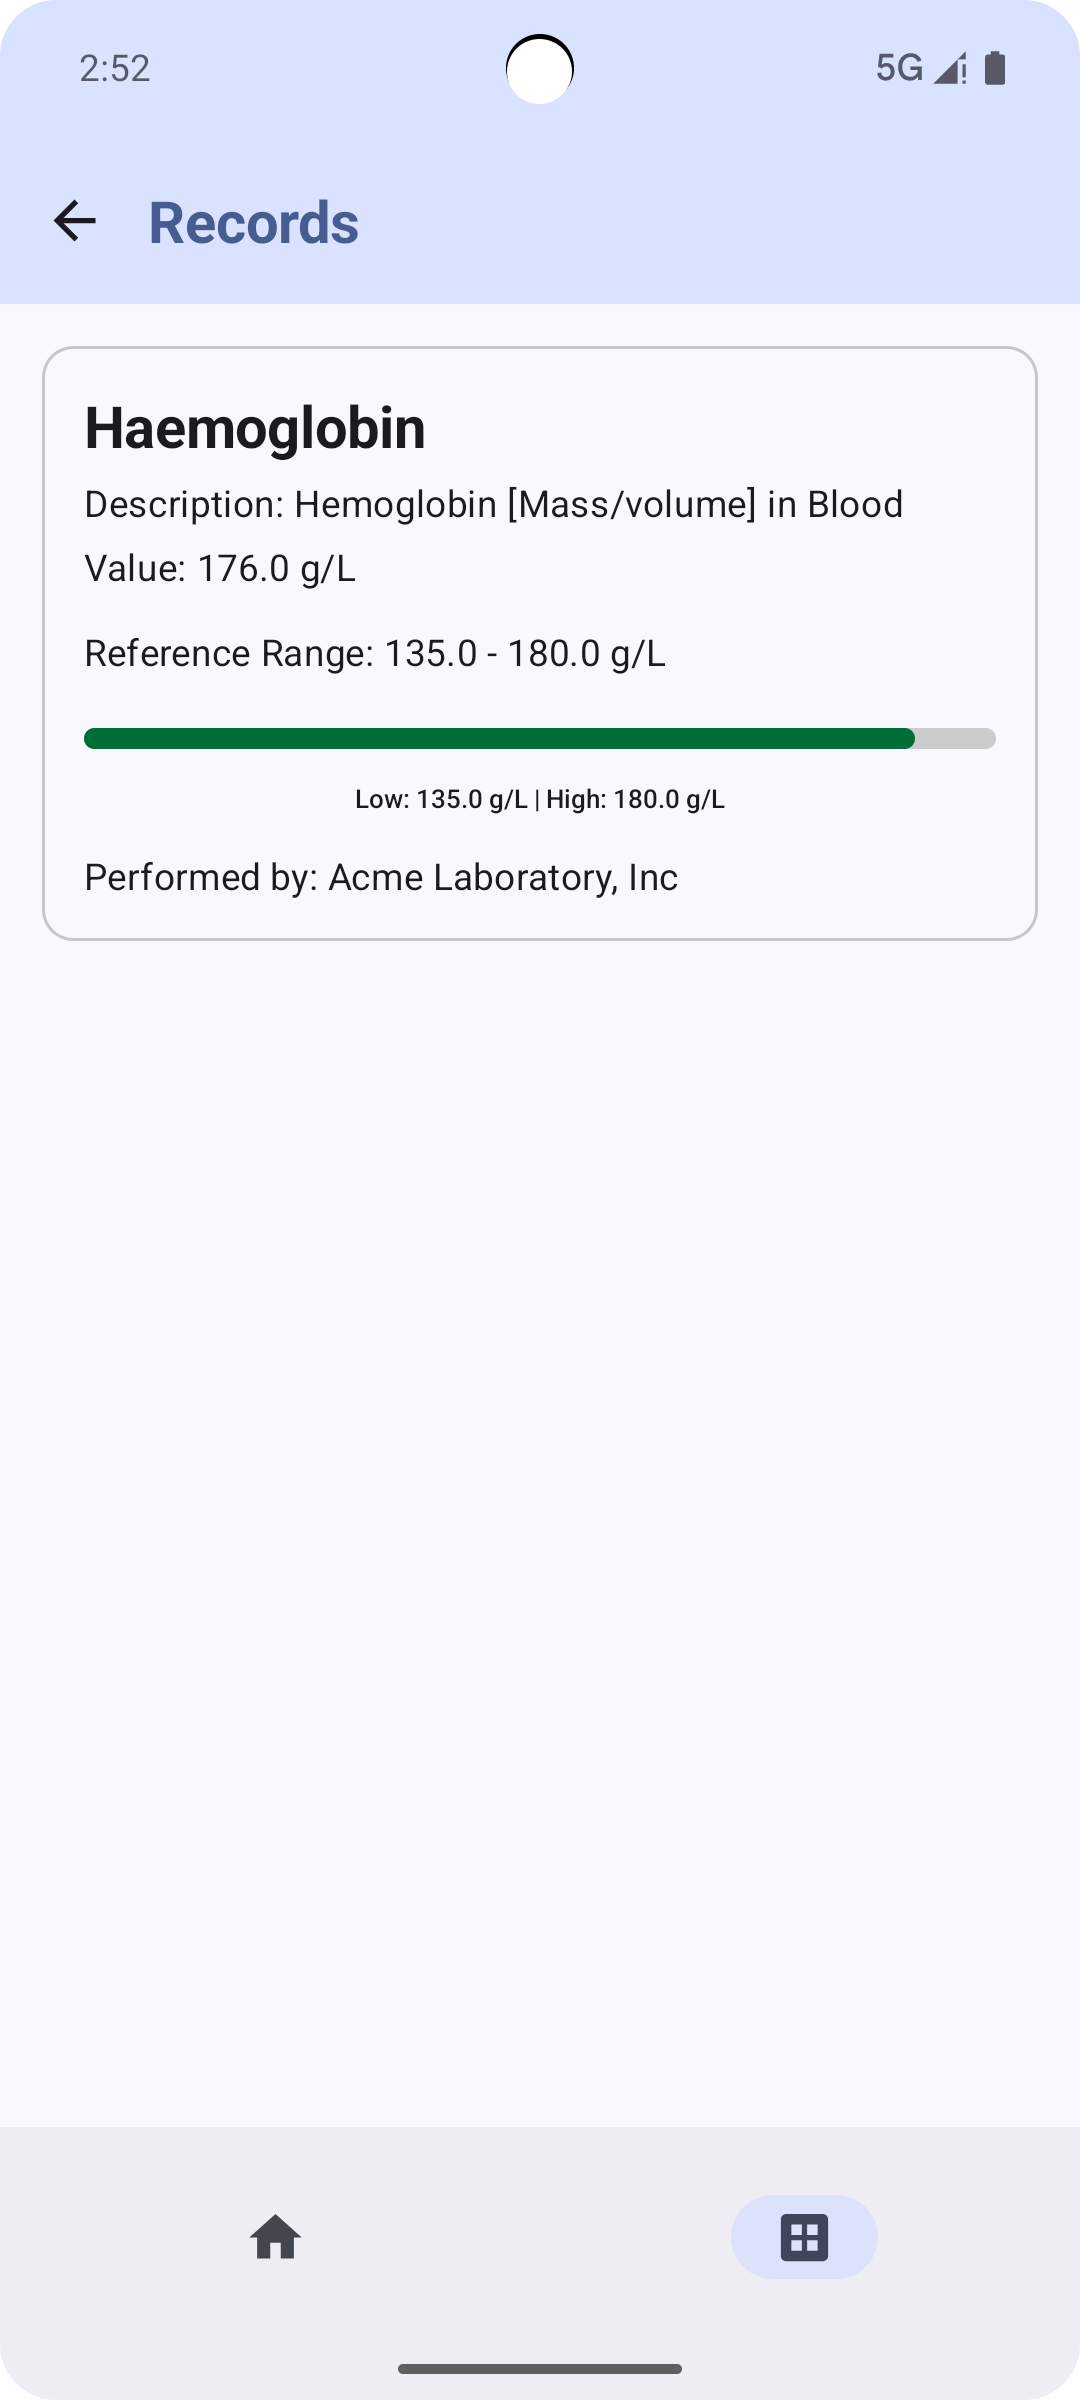 2:52
5G
Records
Haemoglobin
Description: Hemoglobin [Mass/volume] in Blood
Value: 176.0 g/L
Reference Range: 135.0 - 180.0 g/L
Low: 135.0 g/L | High: 180.0 g/L
Performed by: Acme Laboratory, Inc